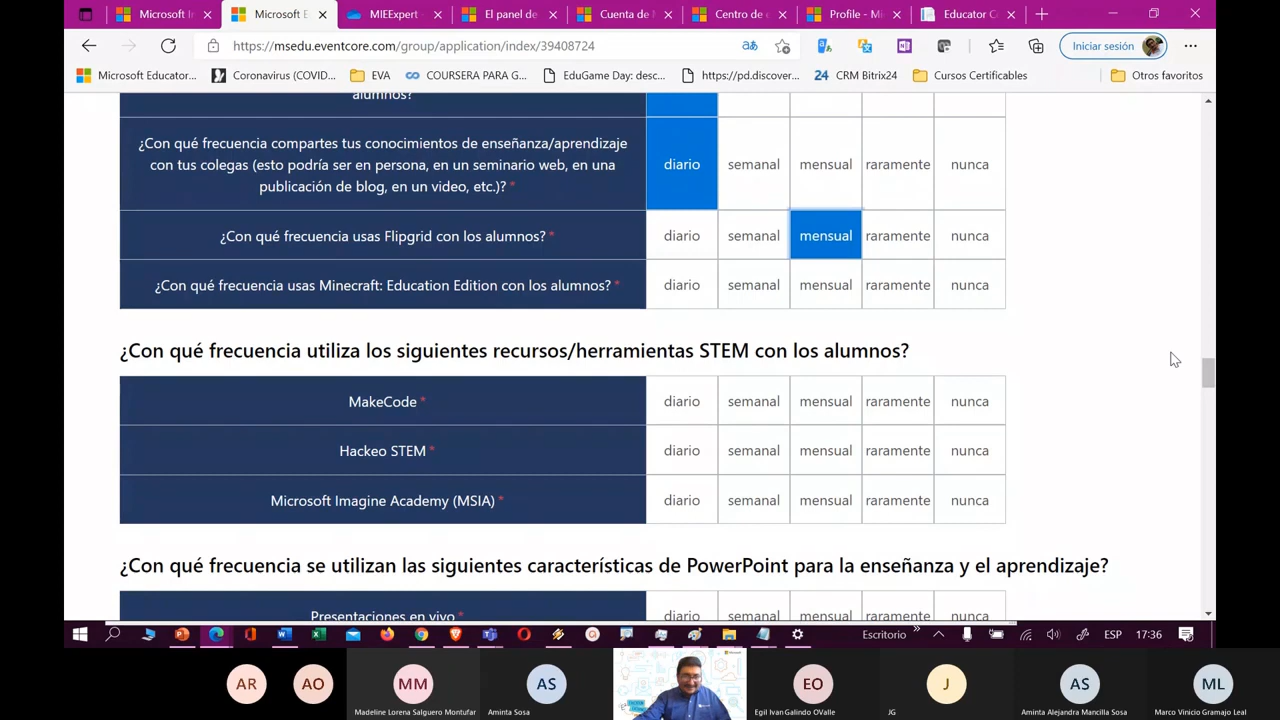 Microsoft In
Microsoft E
MIEExpert -
El panel de
Cuenta de M
Centro de e
Profile - Mi
Educator C
https://msedu.eventcore.com/group/application/index/39408724
Iniciar sesión
Microsoft Educator...
Coronavirus (COVID...
EVA
COURSERA PARA G...
EduGame Day: desc...
https://pd.discover...
24 CRM Bitrix24
Cursos Certificables
Otros favoritos
alumnos?
¿Con qué frecuencia compartes tus conocimientos de enseñanza/aprendizaje
con tus colegas (esto podría ser en persona, en un seminario web, en una
publicación de blog, en un video, etc.)? *
diario semanal mensual raramente nunca
¿Con qué frecuencia usas Flipgrid con los alumnos? * diario semanal mensual raramente nunca
¿Con qué frecuencia usas Minecraft: Education Edition con los alumnos? * diario semanal mensual raramente nunca
¿Con qué frecuencia utiliza los siguientes recursos/herramientas STEM con los alumnos?
MakeCode * diario semanal mensual raramente nunca
Hackeo STEM * diario semanal mensual raramente nunca
Microsoft Imagine Academy (MSIA) * diario semanal mensual raramente nunca
¿Con qué frecuencia se utilizan las siguientes características de PowerPoint para la enseñanza y el aprendizaje?
Presentaciones en vivo * diario semanal mensual raramente nunca
Escritorio » ESP 17:36
AR
AO
MM
Madeline Lorena Salguero Montufar
AS
Aminta Sosa
EO
Egil Ivan Galindo OValle
J
JG
AS
Aminta Alejandra Mancilla Sosa
ML
Marco Vinicio Gramajo Leal